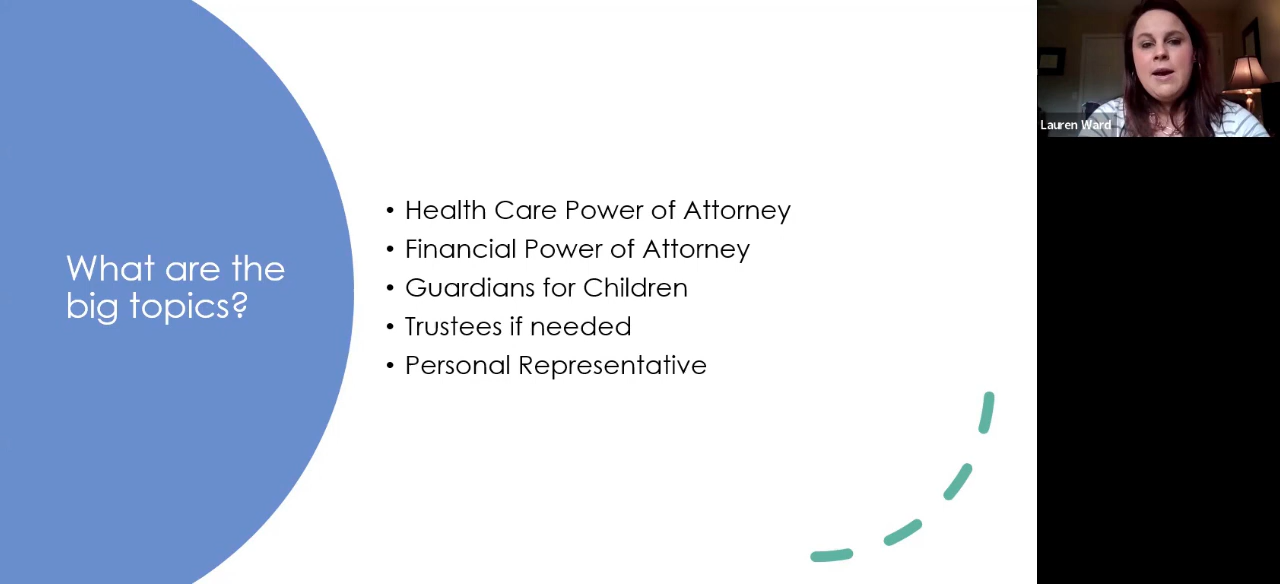 What are the
big topics?
• Health Care Power of Attorney
• Financial Power of Attorney
• Guardians for Children
• Trustees if needed
• Personal Representative
Lauren Ward